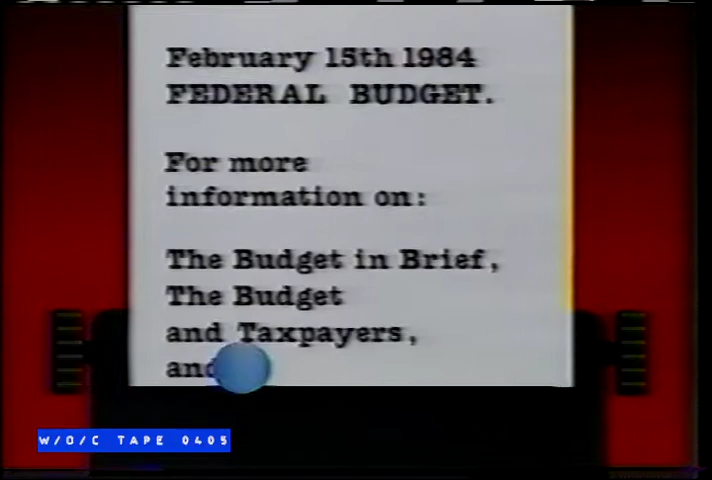 February 15th 1984
FEDERAL BUDGET.
For more
information on:
The Budget in Brief,
The Budget
and Taxpayers,
and
W/O/C TAPE 0405